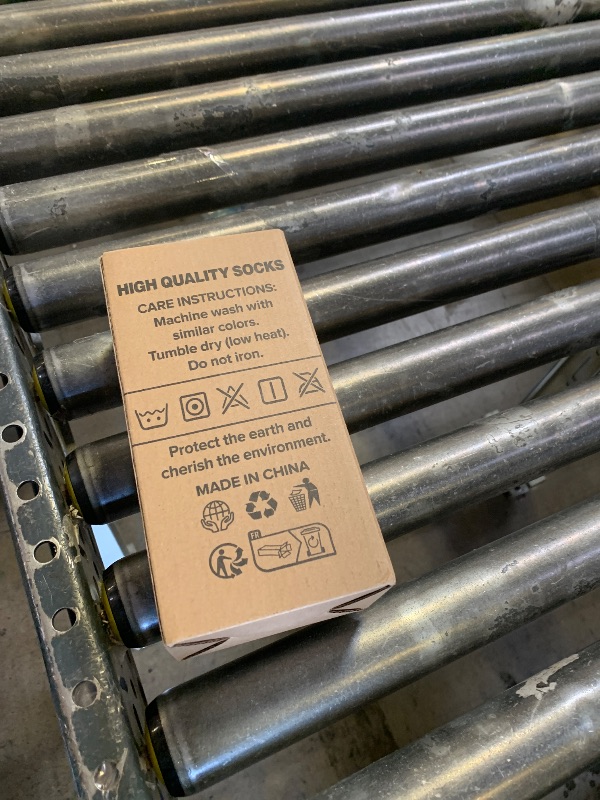 HIGH QUALITY SOCKS
CARE INSTRUCTIONS:
Machine wash with
similar colors.
Tumble dry (low heat).
Do not iron.
Protect the earth and
cherish the environment.
MADE IN CHINA
FR